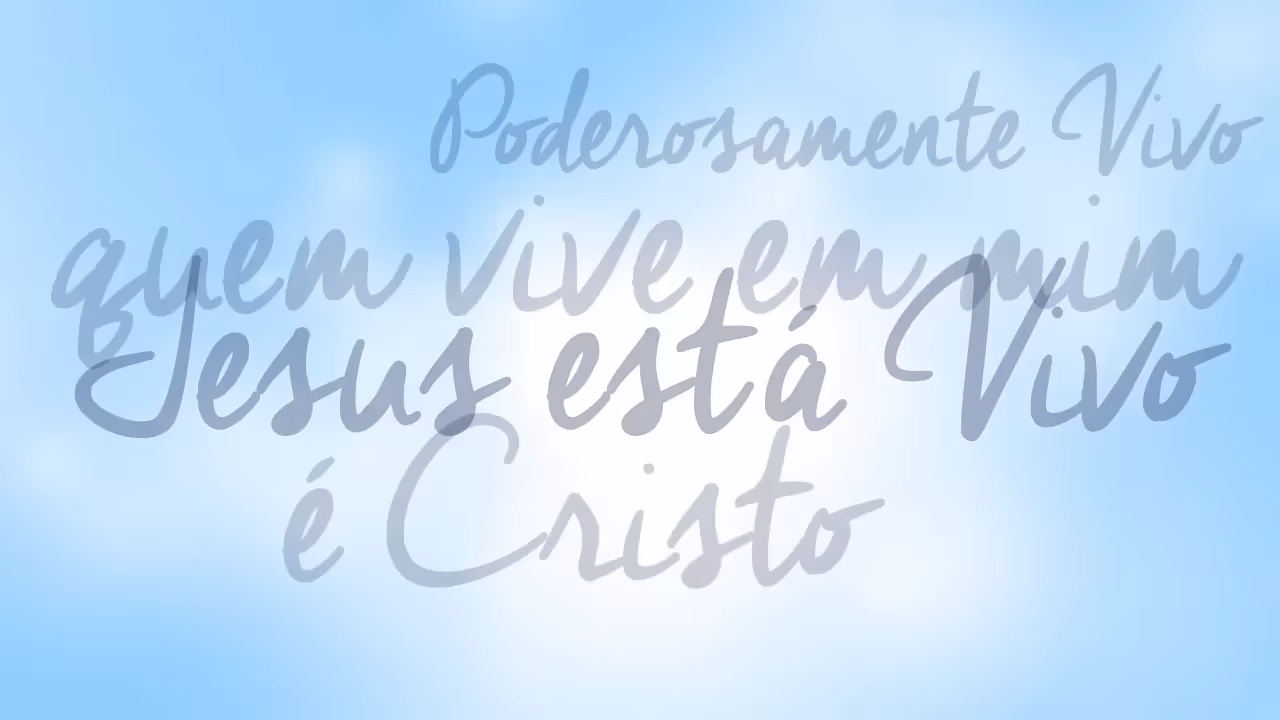 Poderosamente Vivo
quem vive em mim
Jesus está Vivo
é Cristo